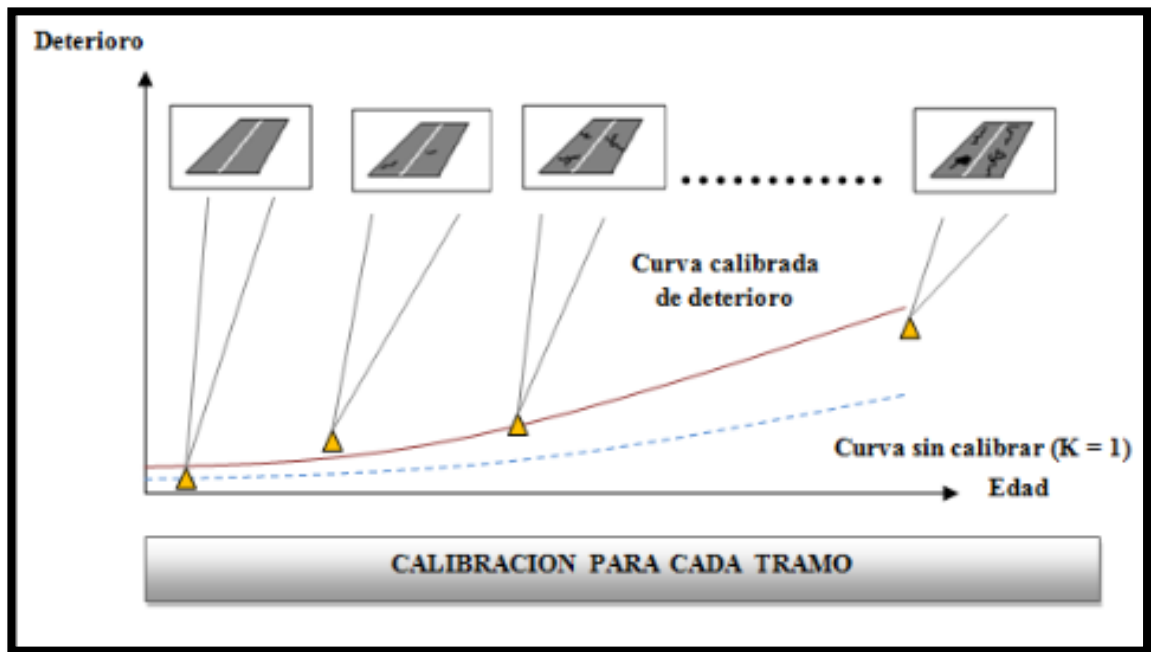 Deterioro
Curva calibrada
de deterioro
Curva sin calibrar (K = 1)
Edad
CALIBRACION PARA CADA TRAMO